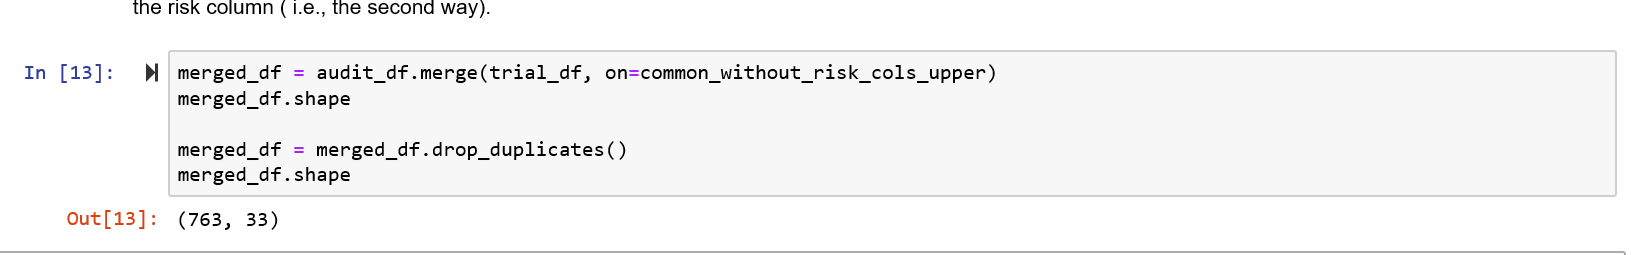 the risk column ( i.e., the second way).
In [13]:
merged_df = audit_df.merge(trial_df, on=common_without_risk_cols_upper)
merged_df.shape
merged_df = merged_df.drop_duplicates()
merged_df.shape
Out[13]: (763, 33)